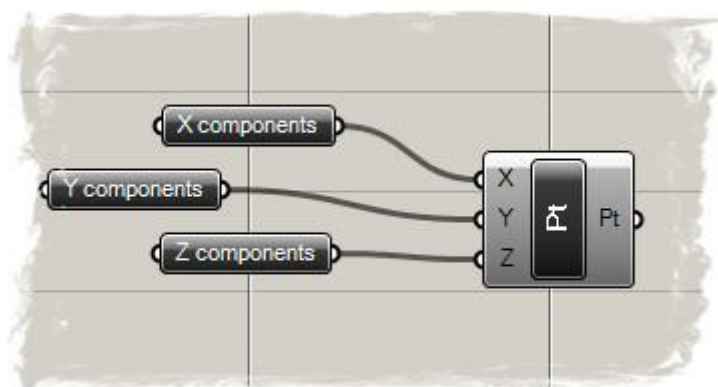 X components
Y components
Z components
X
Y
Z
Pt
Pt